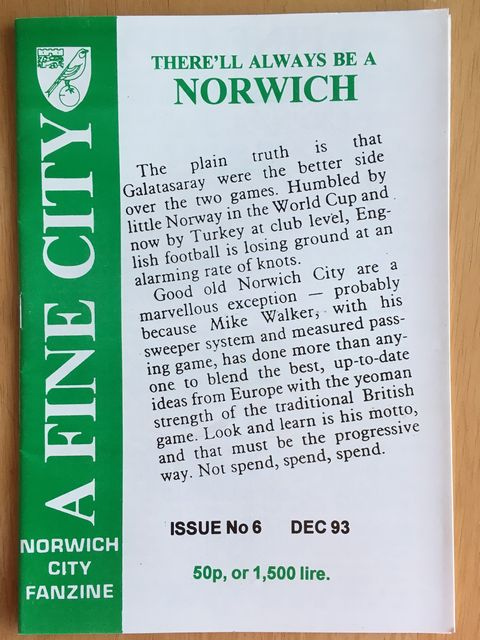 A FINE CITY
NORWICH
CITY
FANZINE
THERE'LL ALWAYS BE A
NORWICH
The plain truth is that
Galatasaray were the better side
over the two games. Humbled by
little Norway in the World Cup and
now by Turkey at club level, Eng-
lish football is losing ground at an
alarming rate of knots.
Good old Norwich City are a
marvellous exception — probably
because Mike Walker, with his
sweeper system and measured pass-
ing game, has done more than any-
one to blend the best, up-to-date
ideas from Europe with the yeoman
strength of the traditional British
game. Look and learn is his motto,
and that must be the progressive
way. Not spend, spend, spend.
ISSUE No 6 DEC 93
50p, or 1,500 lire.